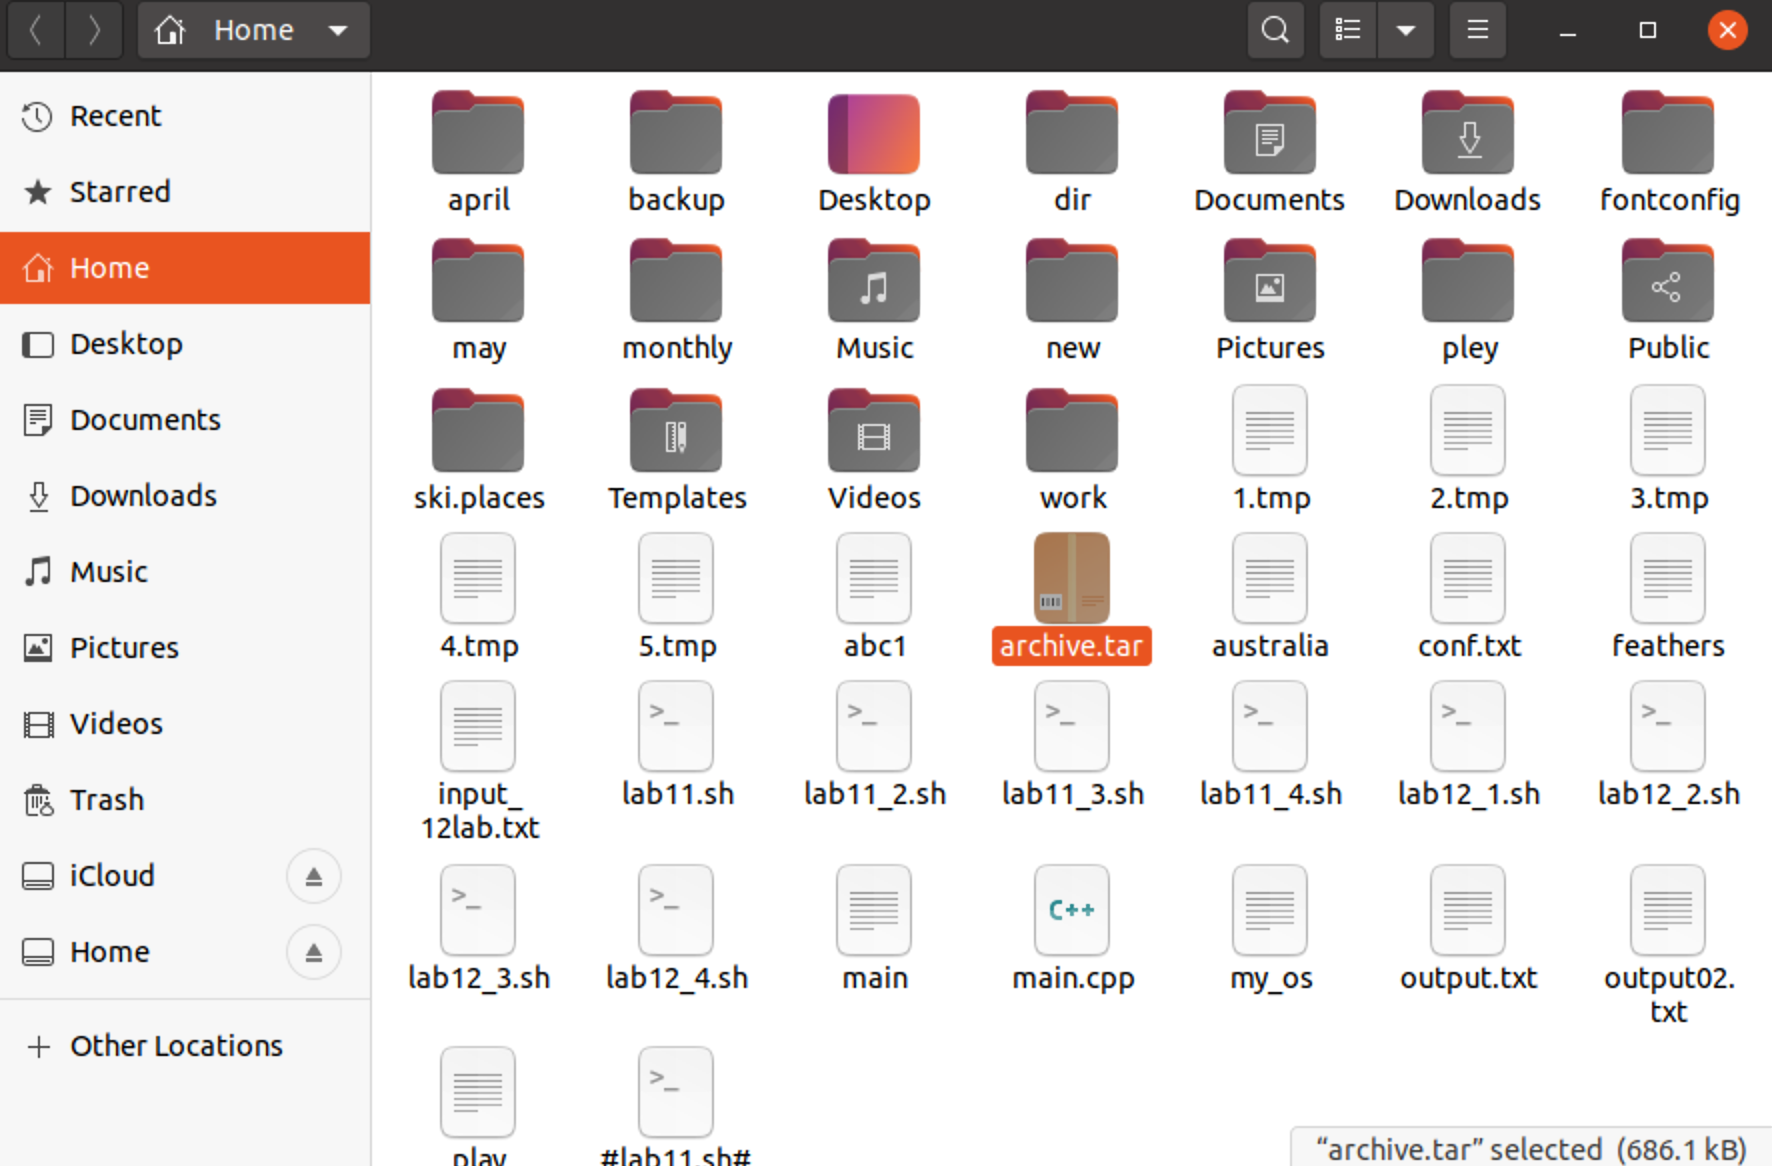 Home
Recent
Starred
Home
Desktop
Documents
Downloads
Music
Pictures
Videos
Trash
iCloud
Home
Other Locations
april backup Desktop dir Documents Downloads fontconfig
may monthly Music new Pictures pley Public
ski.places Templates Videos work 1.tmp 2.tmp 3.tmp
4.tmp 5.tmp abc1 archive.tar australia conf.txt feathers
input_ lab11.sh lab11_2.sh lab11_3.sh lab11_4.sh lab12_1.sh lab12_2.sh
12lab.txt
C++
lab12_3.sh lab12_4.sh main main.cpp my_os output.txt output02.
txt
play #lab11.sh#
“archive.tar” selected (686.1 kB)